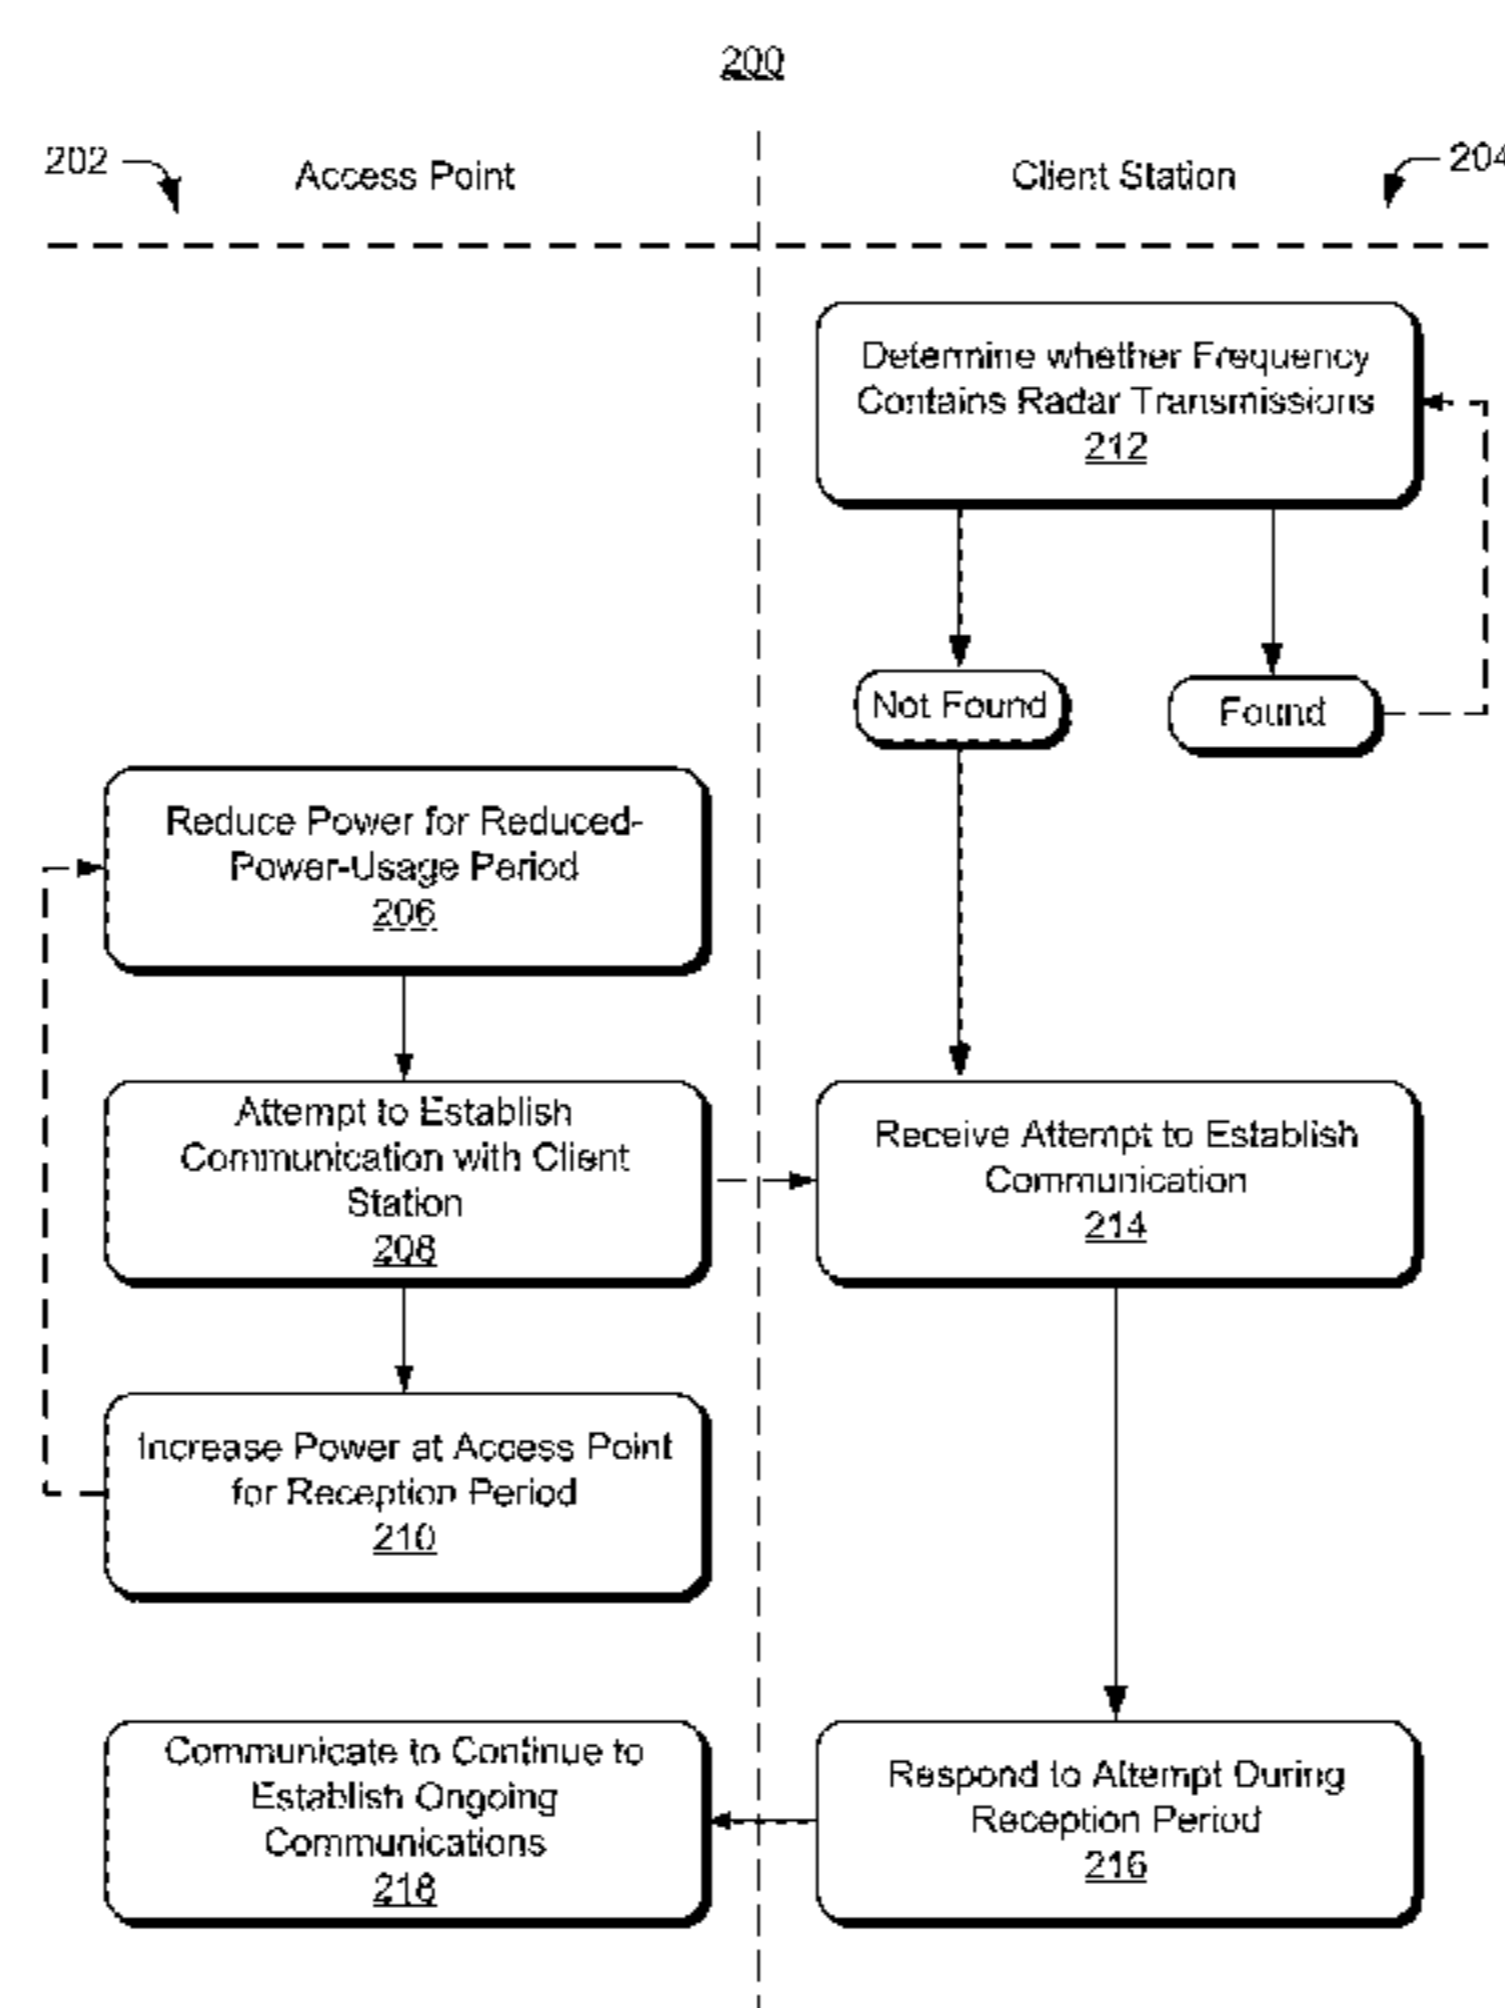 200
202
Access Point
Client Station
204
Determine whether Frequency
Contains Radar Transmissions
212
Not Found
Found
Reduce Power for Reduced-
Power-Usage Period
206
Attempt to Establish
Communication with Client
Station
208
Receive Attempt to Establish
Communication
214
Increase Power at Access Point
for Reception Period
210
Communicate to Continue to
Establish Ongoing
Communications
218
Respond to Attempt During
Reception Period
216